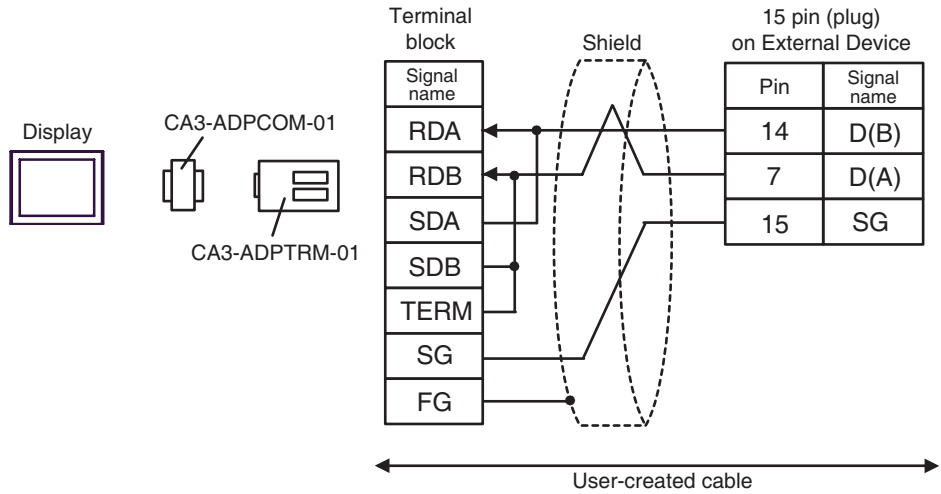 Terminal
block
Shield
15 pin (plug)
on External Device
Display
CA3-ADPCOM-01
CA3-ADPTRM-01
Signal
name
RDA
RDB
SDA
SDB
TERM
SG
FG
Pin
Signal
name
14
D(B)
7
D(A)
15
SG
User-created cable